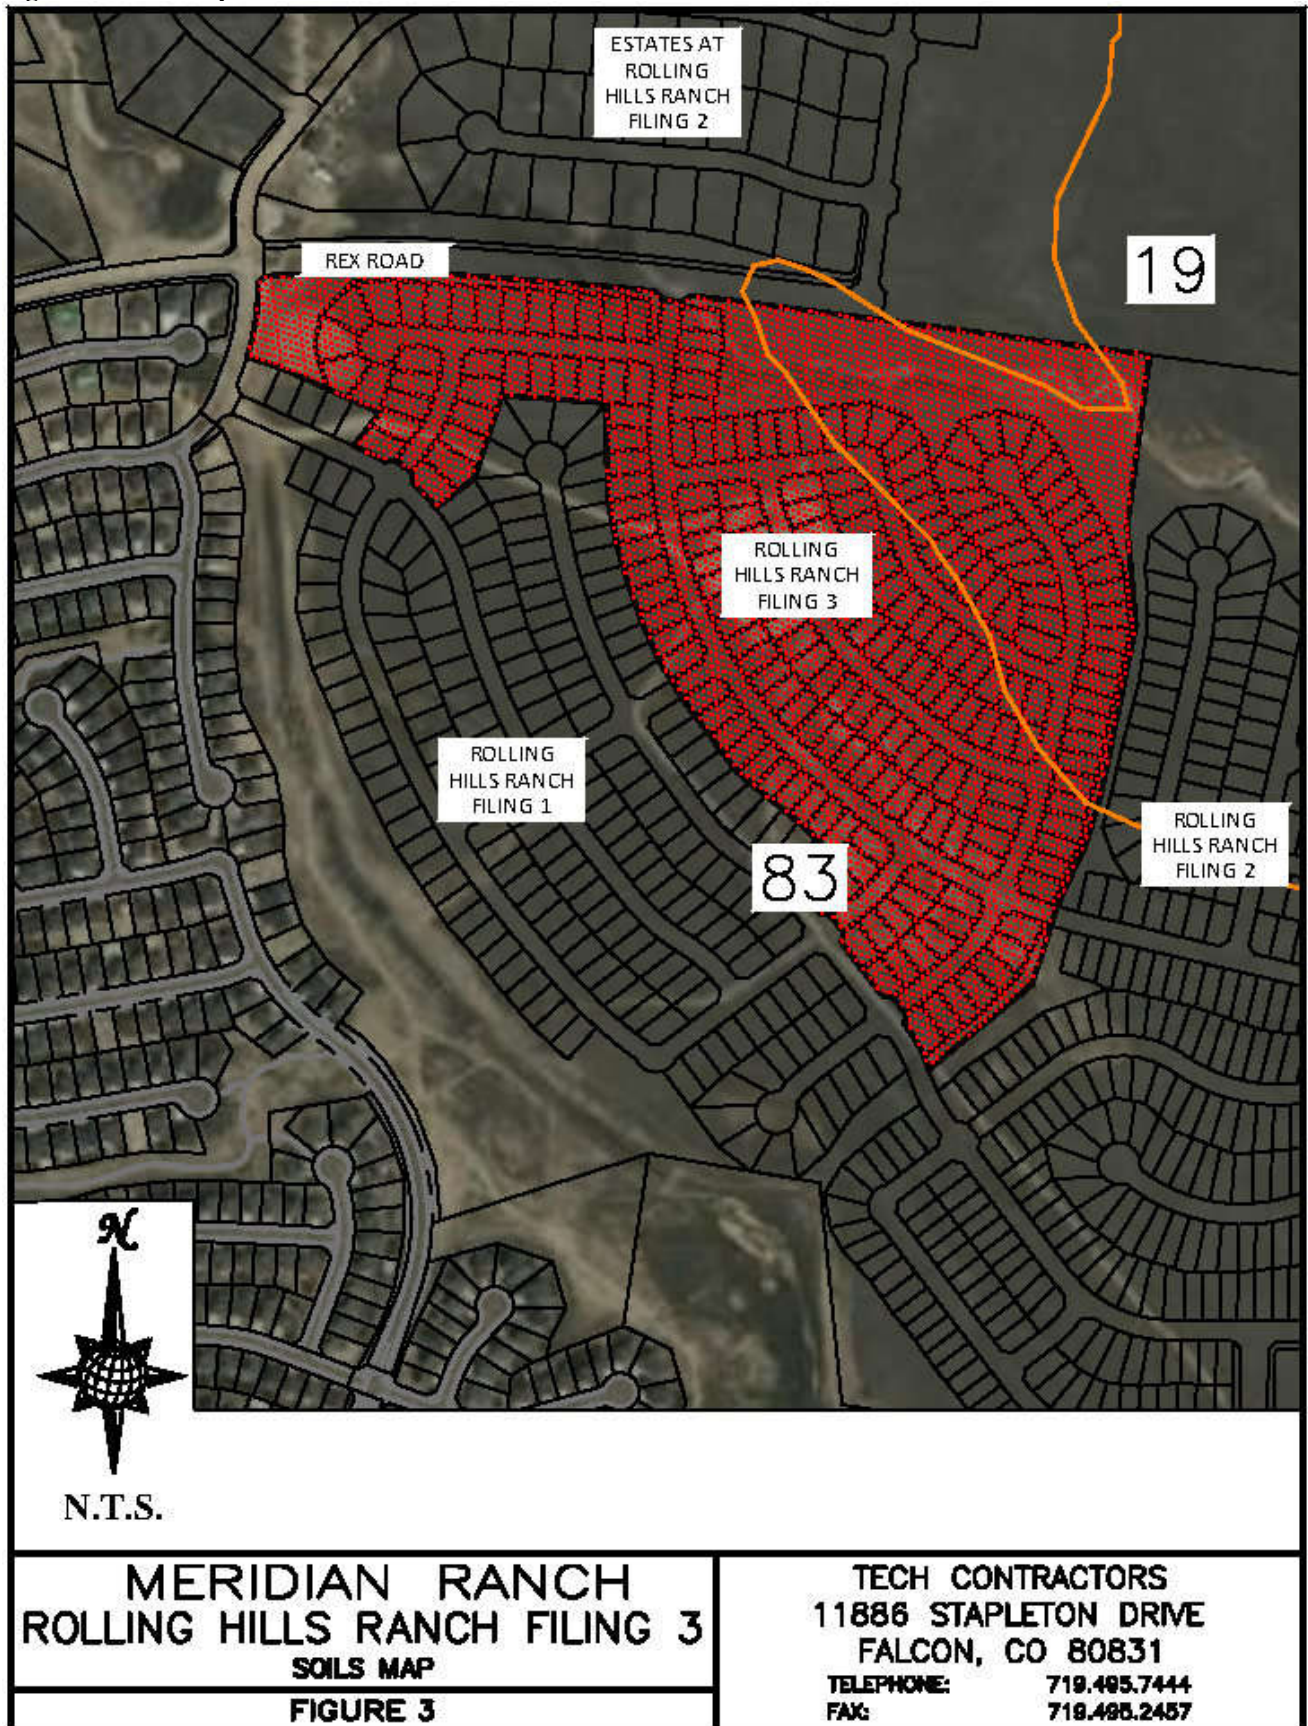 ESTATES AT
ROLLING
HILLS RANCH
FILING 2
REX ROAD
19
ROLLING
HILLS RANCH
FILING 3
ROLLING
HILLS RANCH
FILING 1
ROLLING
HILLS RANCH
FILING 2
83
N
N.T.S.
MERIDIAN RANCH
ROLLING HILLS RANCH FILING 3
SOILS MAP
FIGURE 3
TECH CONTRACTORS
11886 STAPLETON DRIVE
FALCON, CO 80831
TELEPHONE: 719.495.7444
FAX: 719.495.2457